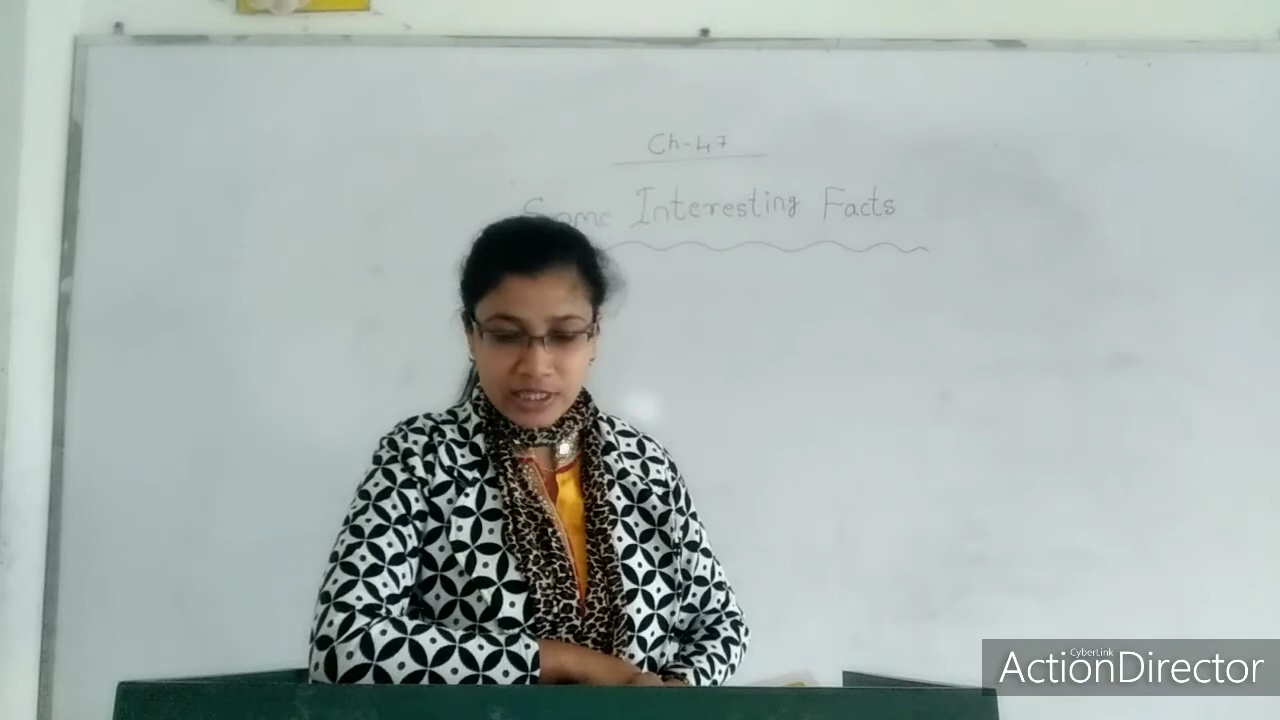 Ch-47
Some Interesting Facts
CyberLink
ActionDirector